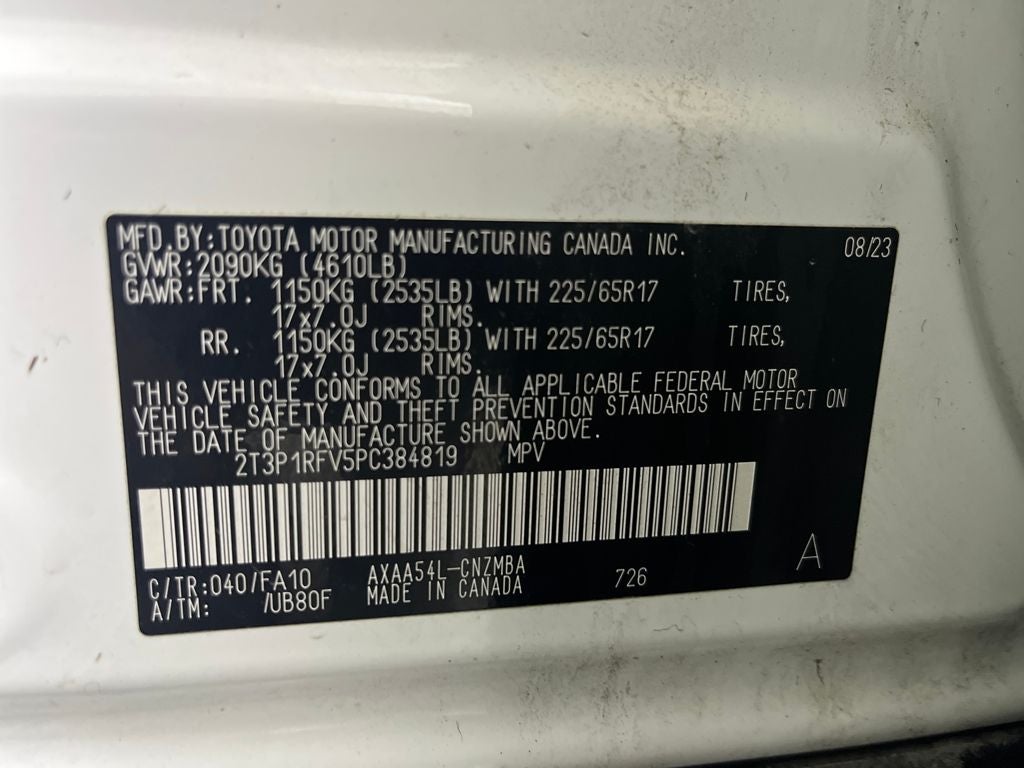 MFD.BY:TOYOTA MOTOR MANUFACTURING CANADA INC. 08/23
GVWR:2090KG (4610LB)
GAWR:FRT. 1150KG (2535LB) WITH 225/65R17 TIRES,
17x7.0J RIMS.
RR. 1150KG (2535LB) WITH 225/65R17 TIRES,
17x7.0J RIMS.
THIS VEHICLE CONFORMS TO ALL APPLICABLE FEDERAL MOTOR
VEHICLE SAFETY AND THEFT PREVENTION STANDARDS IN EFFECT ON
THE DATE OF MANUFACTURE SHOWN ABOVE.
2T3P1RFV5PC384819 MPV
C/TR:040/FA10 AXAA54L-CNZMBA 726 A
A/TM: /UB80F MADE IN CANADA